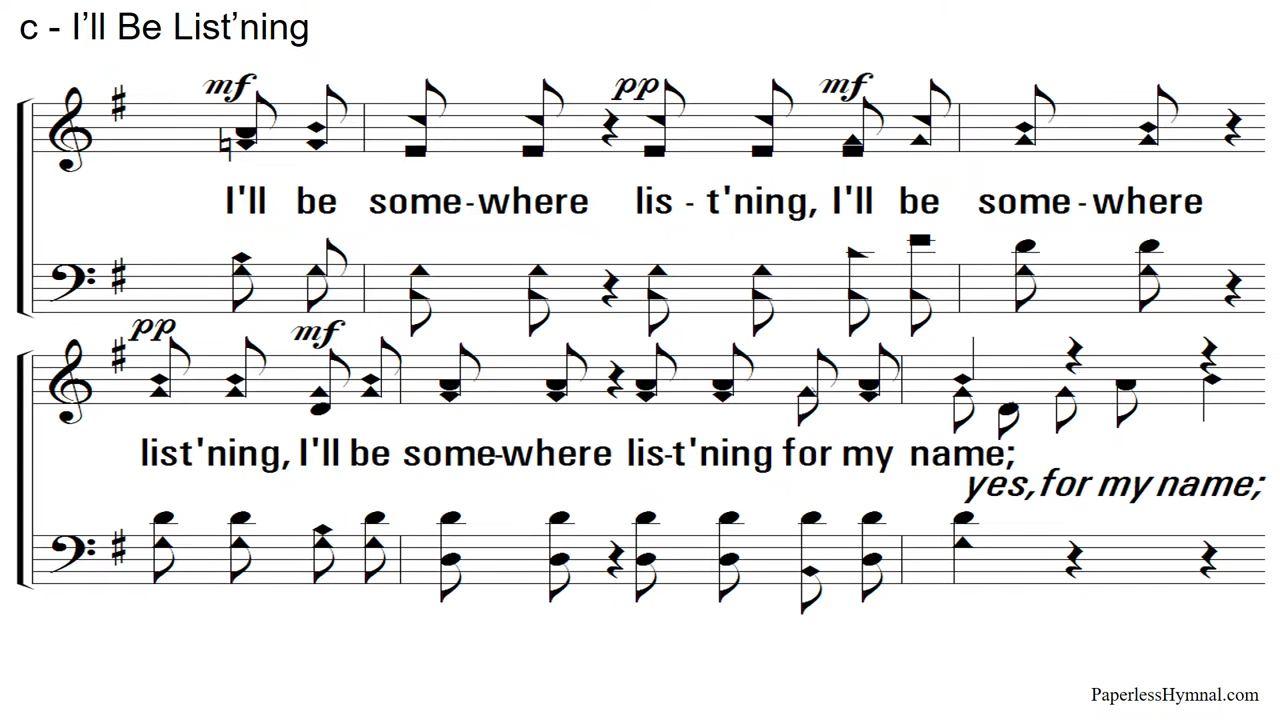 c - I’ll Be List’ning
mf pp mf
I'll be some-where lis - t'ning, I'll be some-where
pp mf
list'ning, I'll be some-where lis-t'ning for my name;
yes, for my name;
PaperlessHymnal.com